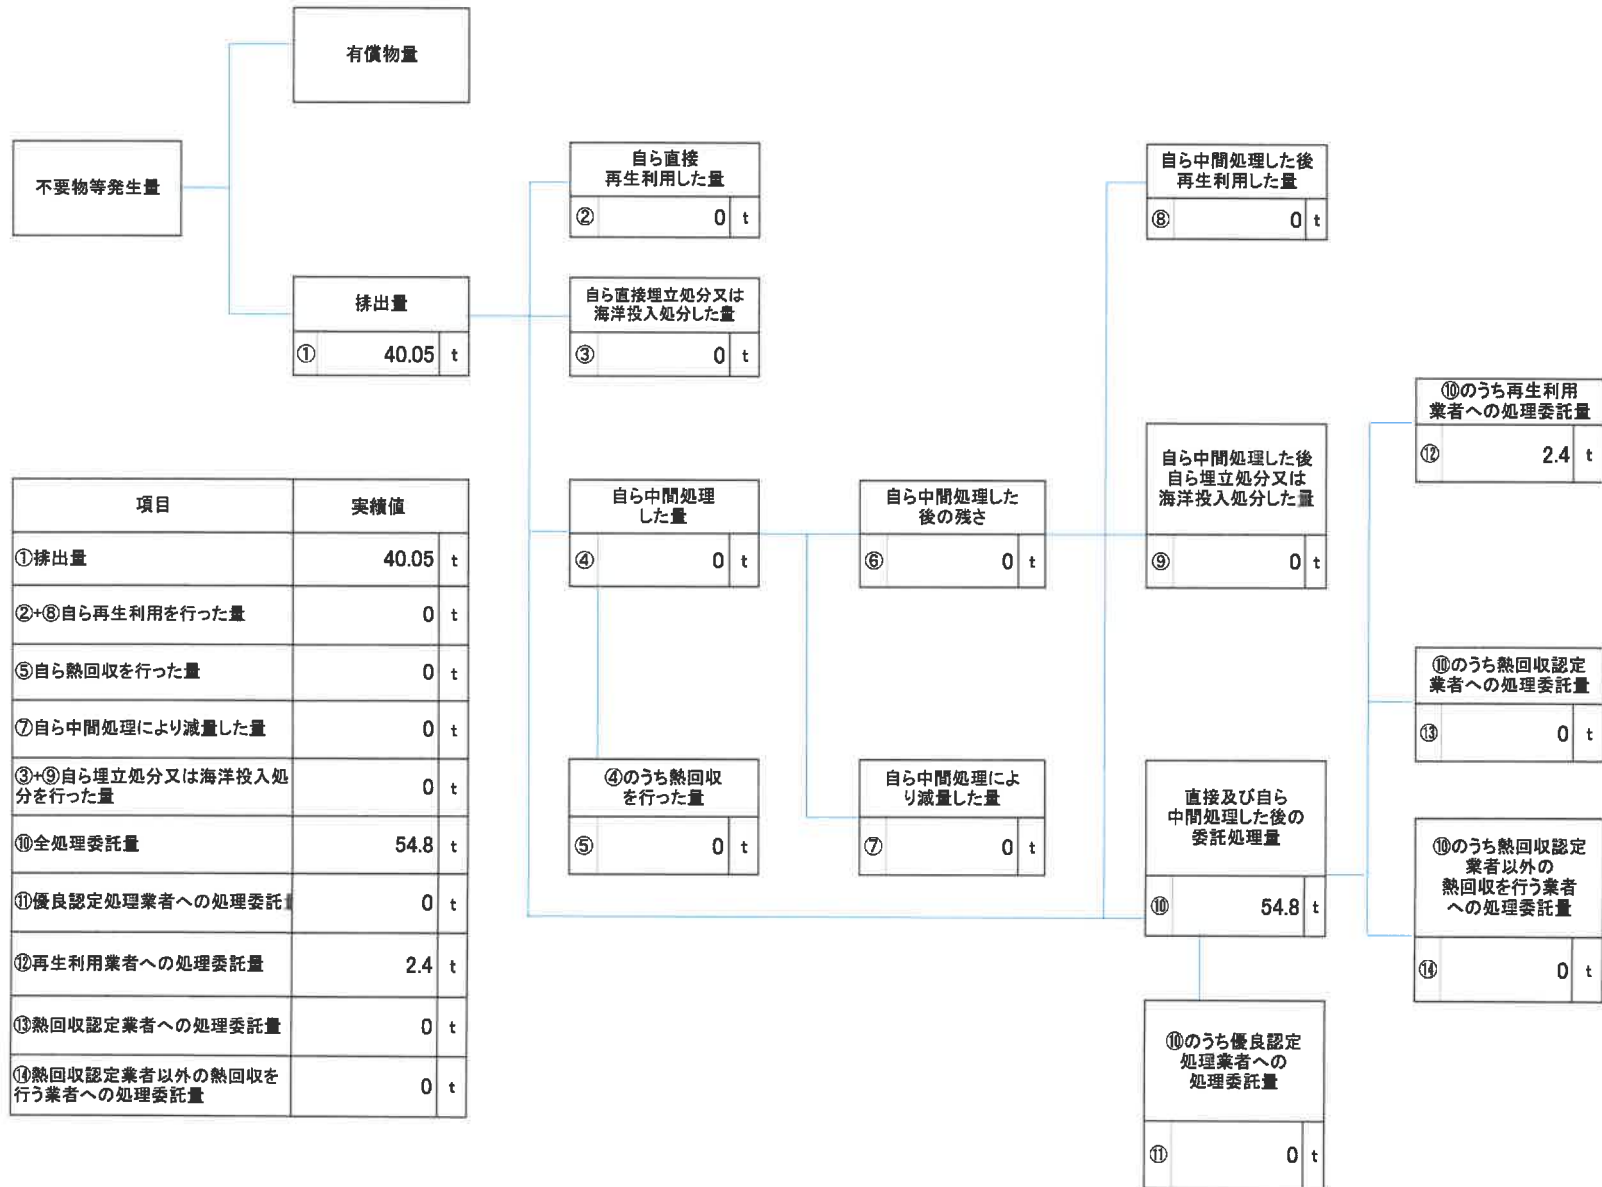 有償物量
不要物等発生量
排出量
① 40.05 t
自ら直接
再生利用した量
② 0 t
自ら直接埋立処分又は
海洋投入処分した量
③ 0 t
自ら中間処理
した量
④ 0 t
④のうち熱回収
を行った量
⑤ 0 t
自ら中間処理した
後の残さ
⑥ 0 t
自ら中間処理によ
り減量した量
⑦ 0 t
自ら中間処理した後
再生利用した量
⑧ 0 t
自ら中間処理した後
自ら埋立処分又は
海洋投入処分した量
⑨ 0 t
直接及び自ら
中間処理した後の
委託処理量
⑩ 54.8 t
⑩のうち優良認定
処理業者への
処理委託量
⑪ 0 t
⑩のうち再生利用
業者への処理委託量
⑫ 2.4 t
⑩のうち熱回収認定
業者への処理委託量
⑬ 0 t
⑩のうち熱回収認定
業者以外の
熱回収を行う業者
への処理委託量
⑭ 0 t
項目 実績値
①排出量 40.05 t
②+⑧自ら再生利用を行った量 0 t
⑤自ら熱回収を行った量 0 t
⑦自ら中間処理により減量した量 0 t
③+⑨自ら埋立処分又は海洋投入処
分を行った量 0 t
⑩全処理委託量 54.8 t
⑪優良認定処理業者への処理委託 0 t
⑫再生利用業者への処理委託量 2.4 t
⑬熱回収認定業者への処理委託量 0 t
⑭熱回収認定業者以外の熱回収を
行う業者への処理委託量 0 t